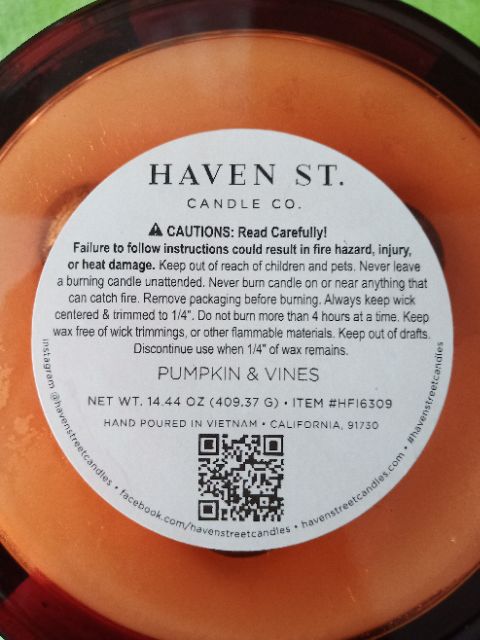 HAVEN ST.
CANDLE CO.
⚠ CAUTIONS: Read Carefully!
Failure to follow instructions could result in fire hazard, injury,
or heat damage. Keep out of reach of children and pets. Never leave
a burning candle unattended. Never burn candle on or near anything that
can catch fire. Remove packaging before burning. Always keep wick
centered & trimmed to 1/4". Do not burn more than 4 hours at a time. Keep
wax free of wick trimmings, or other flammable materials. Keep out of drafts.
Discontinue use when 1/4" of wax remains.
PUMPKIN & VINES
NET WT. 14.44 OZ (409.37 G) • ITEM #HFI6309
HAND POURED IN VIETNAM • CALIFORNIA, 91730
instagram @havenstreetcandles • facebook.com/havenstreetcandles • havenstreetcandles.com • #havenstreetcandles